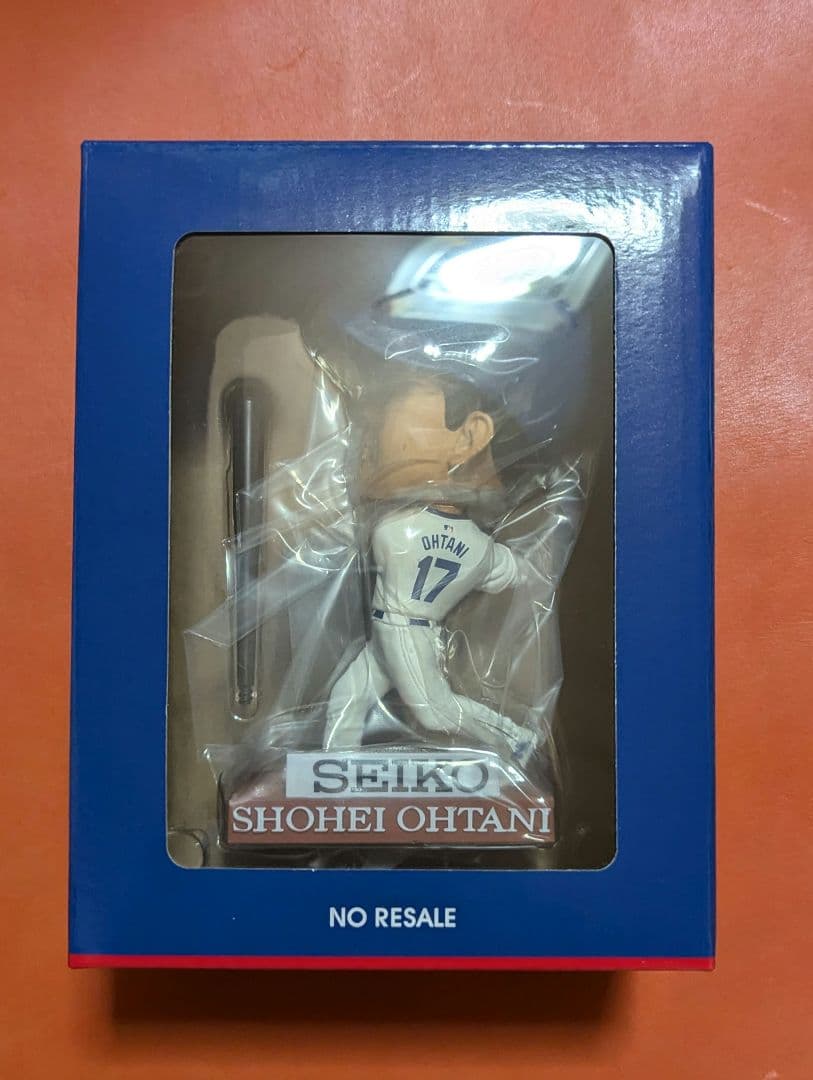 OHTANI
17
SEIKO
SHOHEI OHTANI
NO RESALE